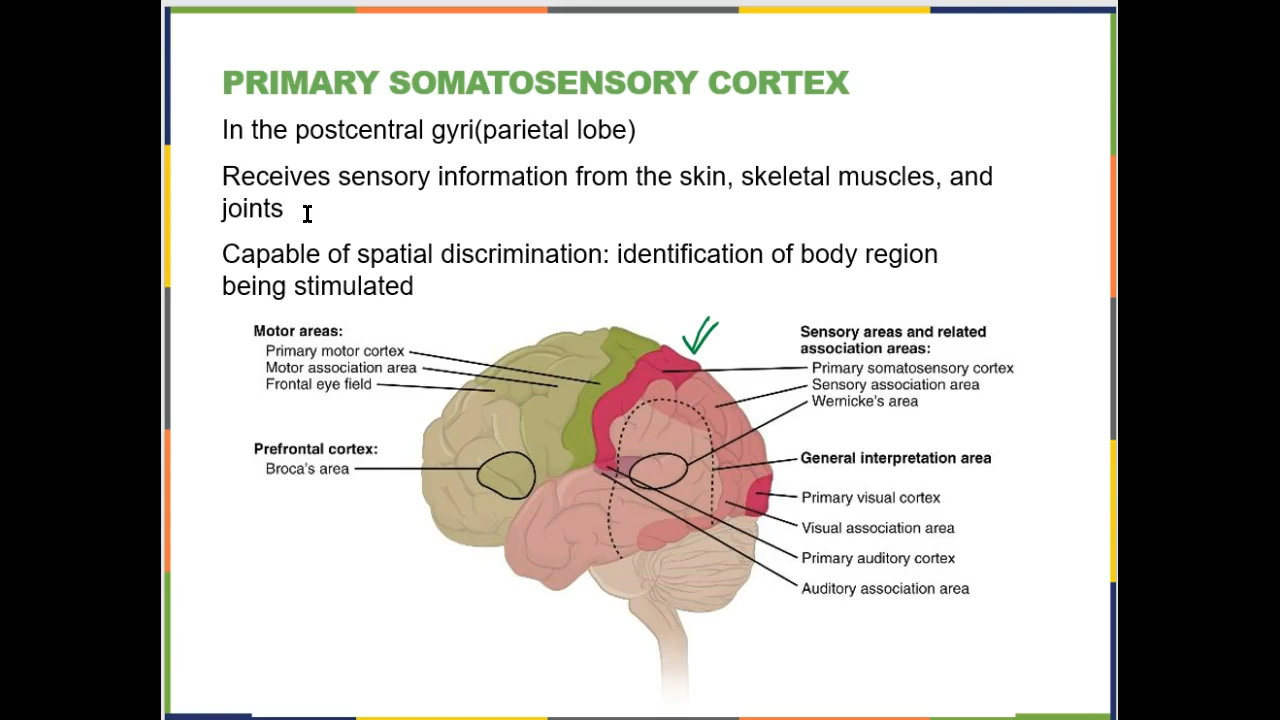 PRIMARY SOMATOSENSORY CORTEX
In the postcentral gyri(parietal lobe)
Receives sensory information from the skin, skeletal muscles, and
joints
Capable of spatial discrimination: identification of body region
being stimulated
Motor areas:
Primary motor cortex
Motor association area
Frontal eye field
Prefrontal cortex:
Broca's area
Sensory areas and related
association areas:
Primary somatosensory cortex
Sensory association area
Wernicke's area
General interpretation area
Primary visual cortex
Visual association area
Primary auditory cortex
Auditory association area